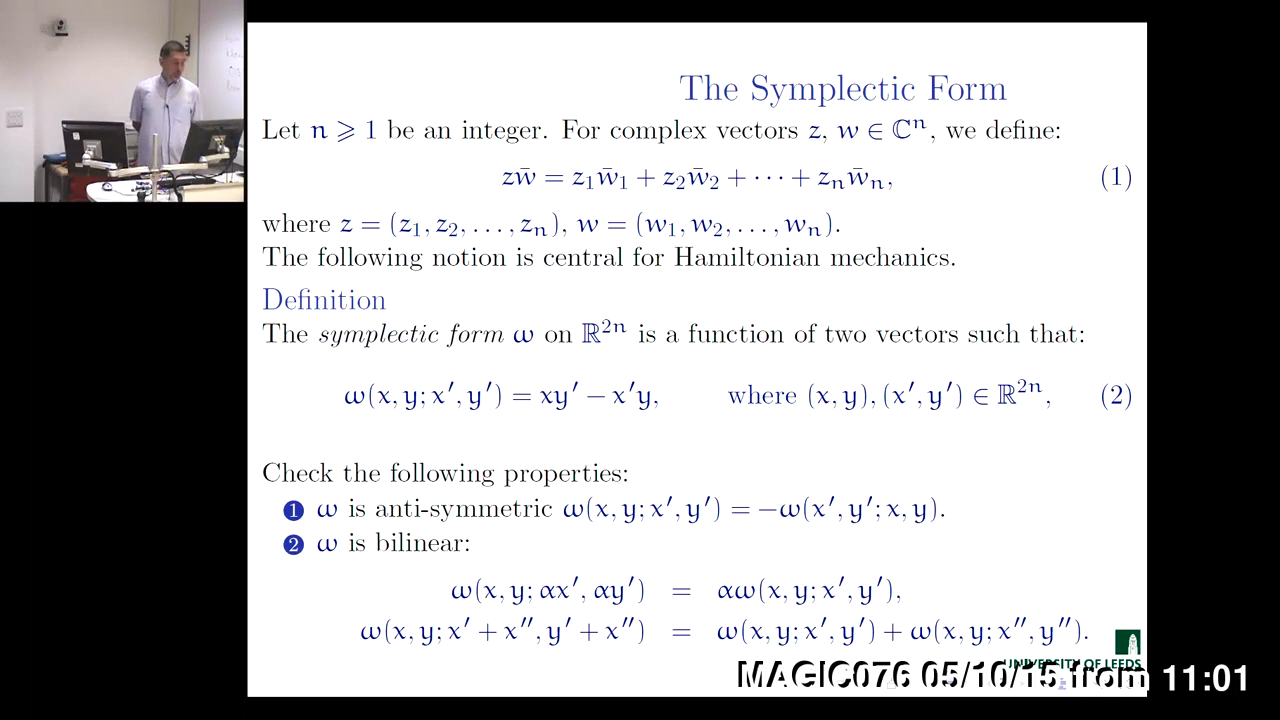 The Symplectic Form
Let n ⩾ 1 be an integer. For complex vectors z, w ∈ ℂⁿ, we define:
zw̄ = z₁w̄₁ + z₂w̄₂ + ··· + zₙw̄ₙ, (1)
where z = (z₁, z₂, . . . , zₙ), w = (w₁, w₂, . . . , wₙ).
The following notion is central for Hamiltonian mechanics.
Definition
The symplectic form ω on ℝ²ⁿ is a function of two vectors such that:
ω(x, y; x′, y′) = xy′ − x′y, where (x, y), (x′, y′) ∈ ℝ²ⁿ, (2)
Check the following properties:
1 ω is anti-symmetric ω(x, y; x′, y′) = −ω(x′, y′; x, y).
2 ω is bilinear:
ω(x, y; αx′, αy′) = αω(x, y; x′, y′),
ω(x, y; x′ + x″, y′ + x″) = ω(x, y; x′, y′) + ω(x, y; x″, y″).
UNIVERSITY OF LEEDS
MAGIC076 05/10/15 from 11:01